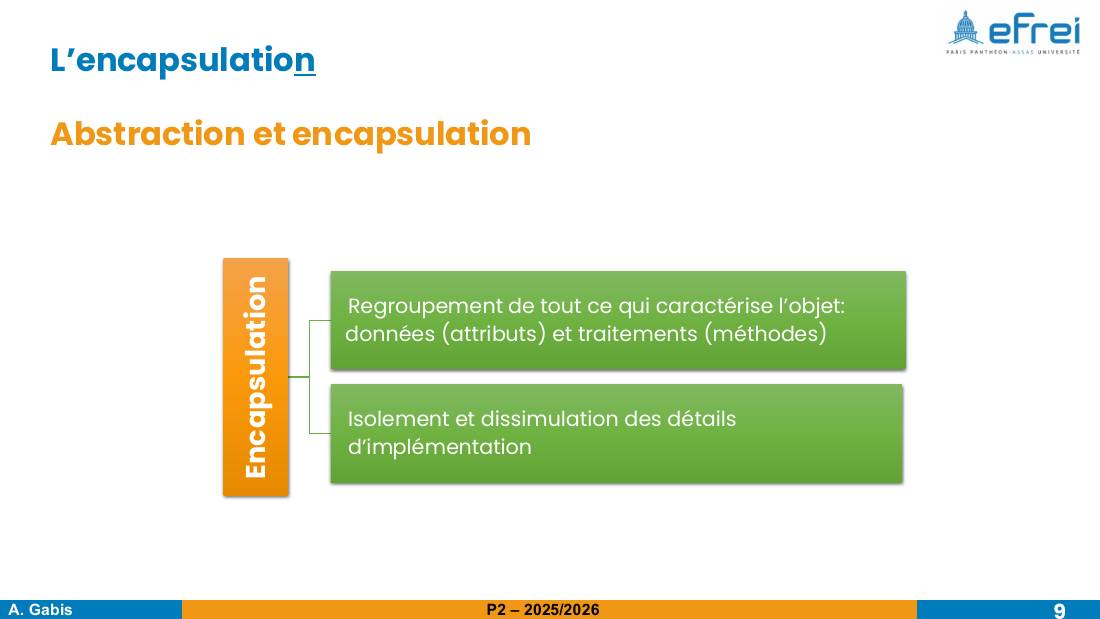 efrei
PARIS PANTHÉON-ASSAS UNIVERSITÉ
L’encapsulation
Abstraction et encapsulation
Encapsulation
Regroupement de tout ce qui caractérise l’objet:
données (attributs) et traitements (méthodes)
Isolement et dissimulation des détails
d’implémentation
A. Gabis
P2 – 2025/2026
9